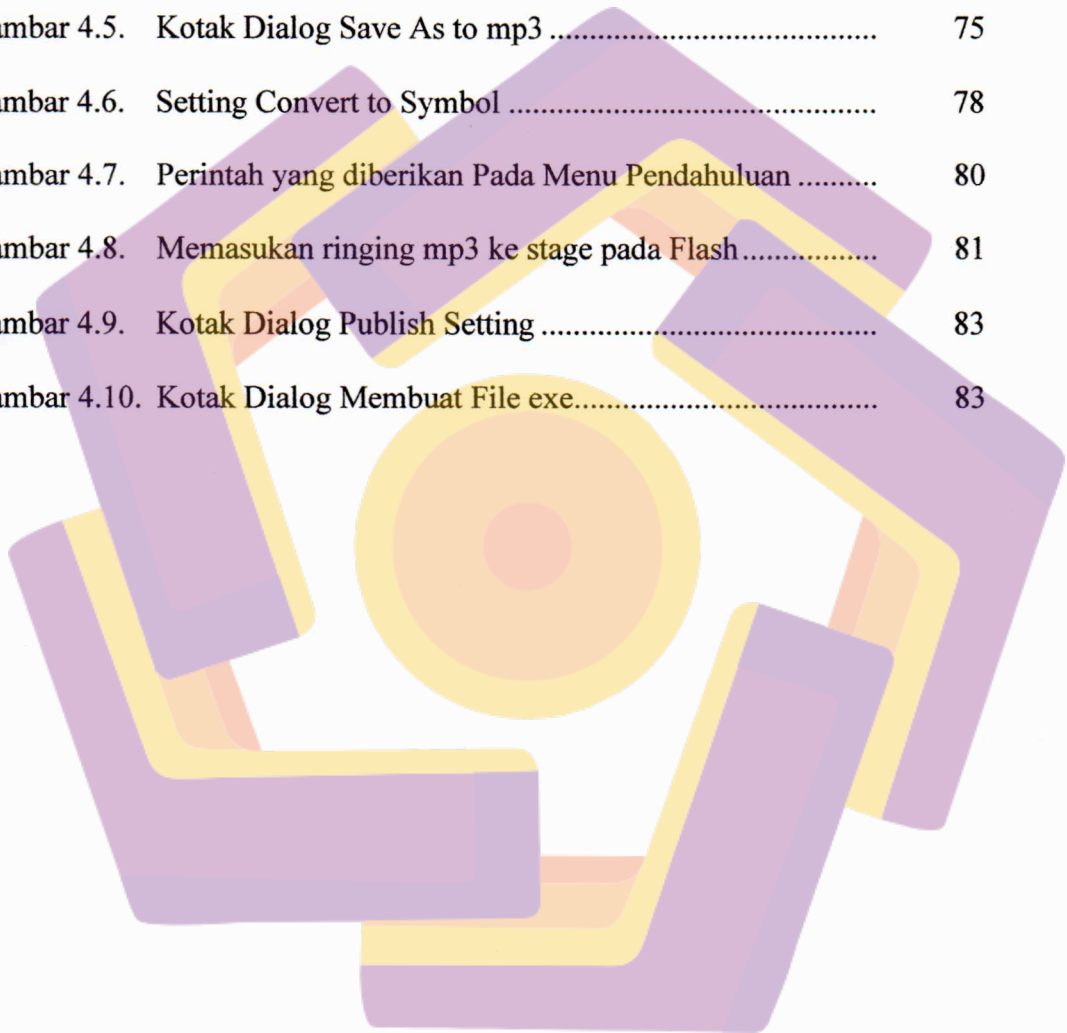 ambar 4.5. Kotak Dialog Save As to mp3 ..................................... 75
ambar 4.6. Setting Convert to Symbol .......................................... 78
ambar 4.7. Perintah yang diberikan Pada Menu Pendahuluan .......... 80
ambar 4.8. Memasukan ringing mp3 ke stage pada Flash................. 81
ambar 4.9. Kotak Dialog Publish Setting ...................................... 83
ambar 4.10. Kotak Dialog Membuat File exe.................................. 83